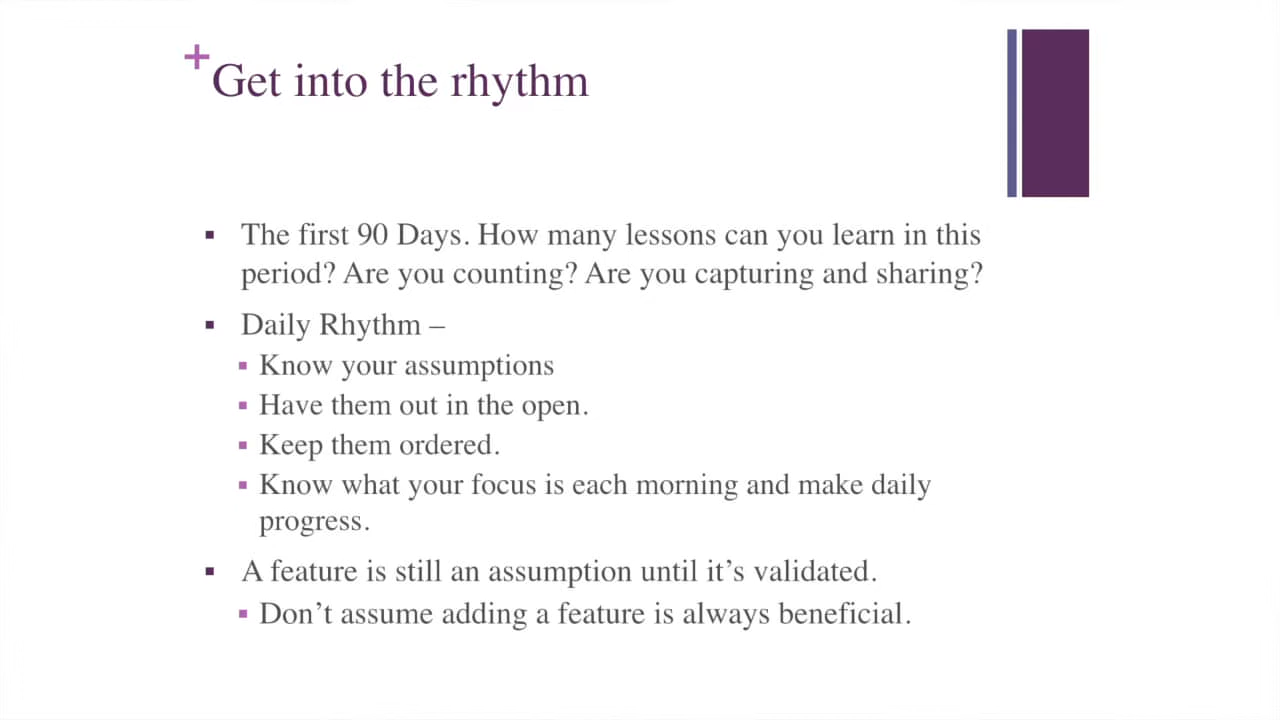 +
Get into the rhythm
▪ The first 90 Days. How many lessons can you learn in this
period? Are you counting? Are you capturing and sharing?
▪ Daily Rhythm –
▪ Know your assumptions
▪ Have them out in the open.
▪ Keep them ordered.
▪ Know what your focus is each morning and make daily
progress.
▪ A feature is still an assumption until it’s validated.
▪ Don’t assume adding a feature is always beneficial.